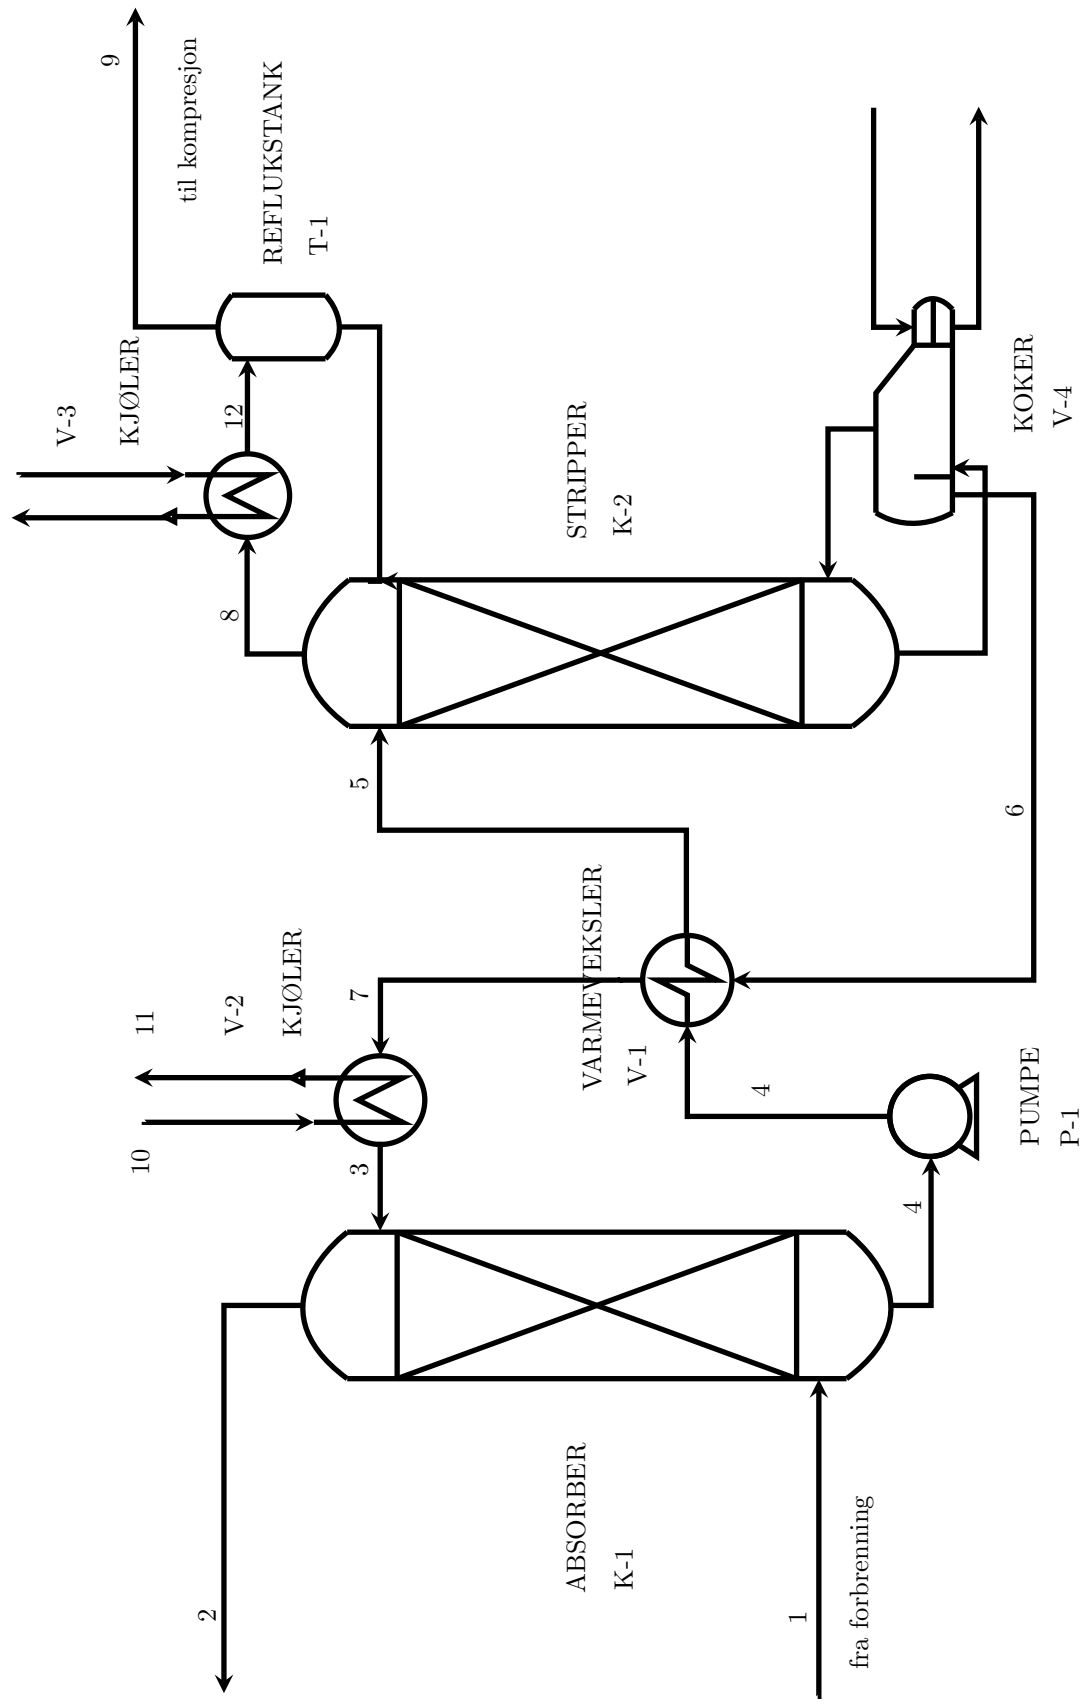 9
til kompresjon
REFLUKSTANK
T-1
V-3
KJØLER
12
8
STRIPPER
K-2
KOKER
V-4
5
6
11
V-2
KJØLER
7
10
3
VARMEVEKSLER
V-1
4
PUMPE
P-1
4
2
ABSORBER
K-1
1
fra forbrenning